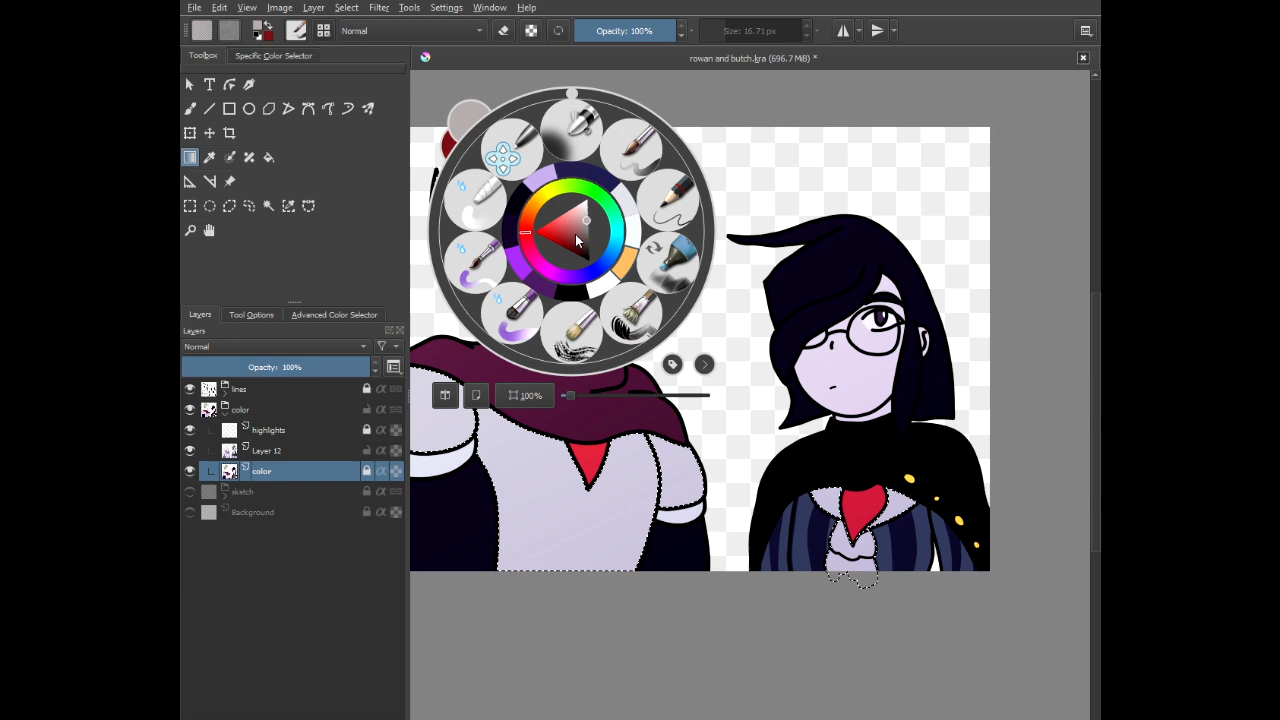 File Edit View Image Layer Select Filter Tools Settings Window Help
Normal Opacity: 100% Size: 16.71 px
Toolbox Specific Color Selector
rowan and butch.kra (696.7 MiB) *
100%
Layers Tool Options Advanced Color Selector
Layers
Normal
Opacity: 100%
lines
color
highlights
Layer 12
color
sketch
Background